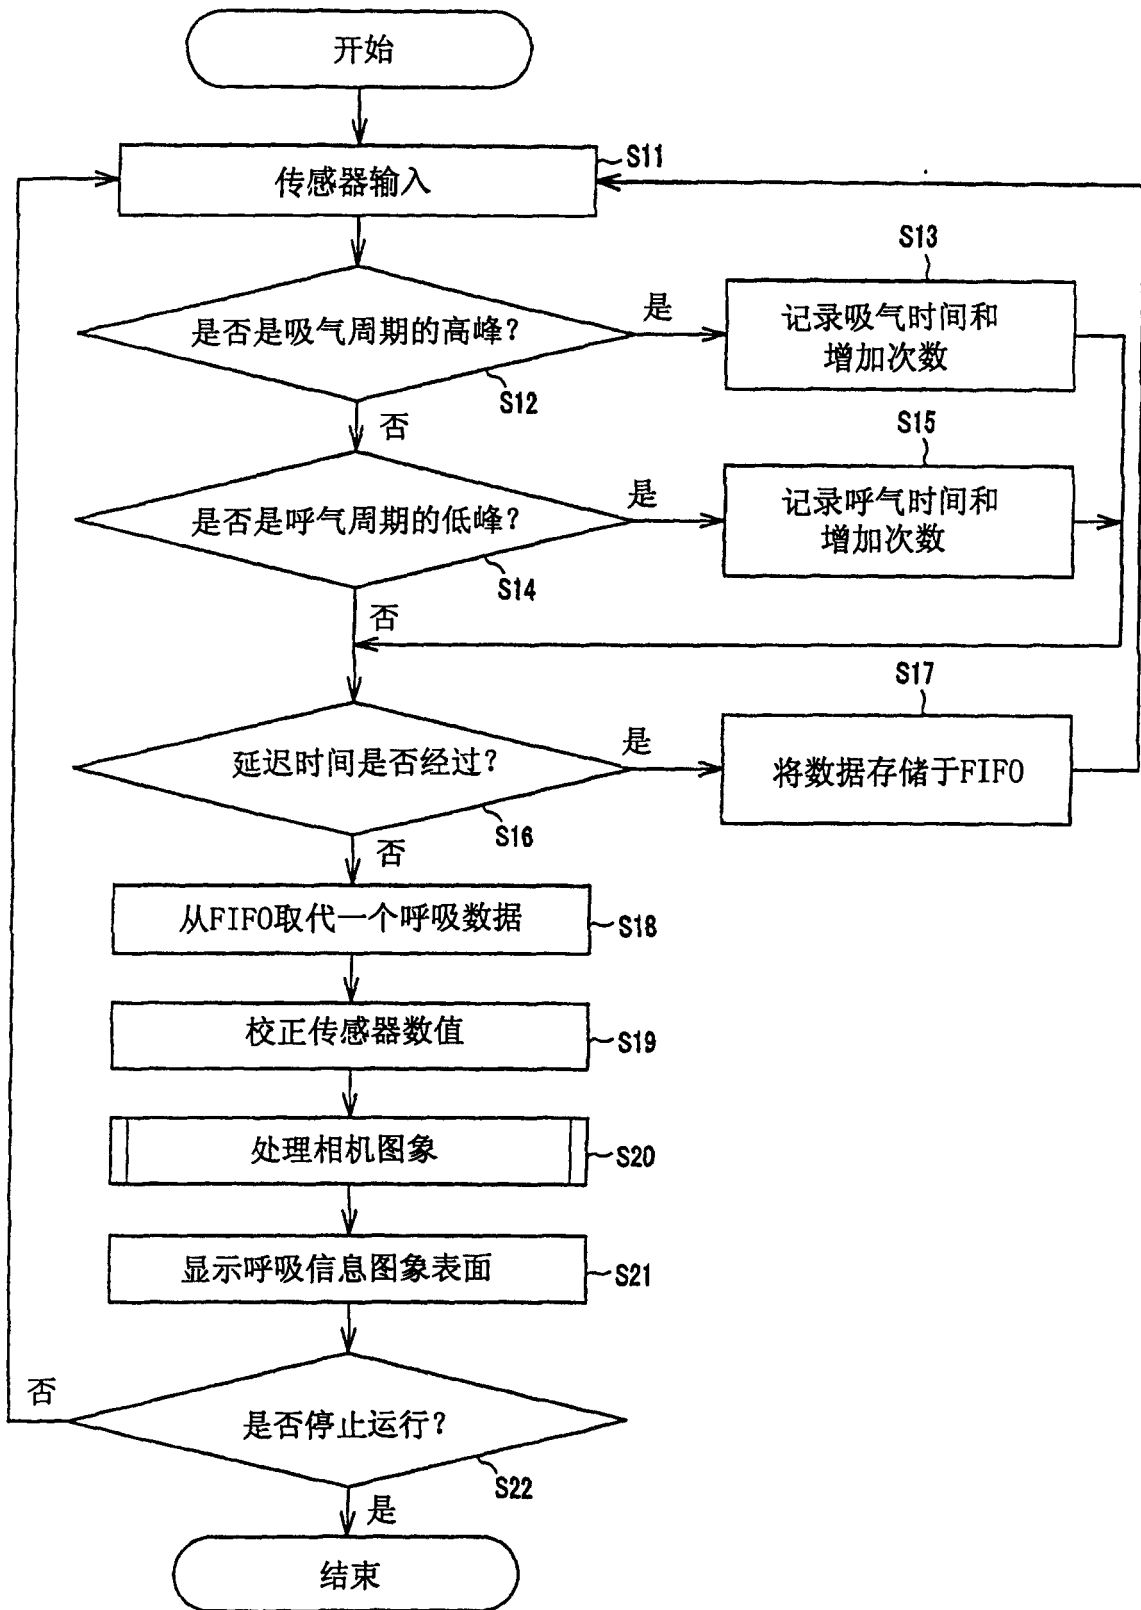 开始
传感器输入
S11
是否是吸气周期的高峰?
S12
是
S13
记录吸气时间和
增加次数
否
是否是呼气周期的低峰?
S14
是
S15
记录呼气时间和
增加次数
否
延迟时间是否经过?
S16
是
S17
将数据存储于FIFO
否
从FIFO取代一个呼吸数据
S18
校正传感器数值
S19
处理相机图象
S20
显示呼吸信息图象表面
S21
否
是否停止运行?
S22
是
结束